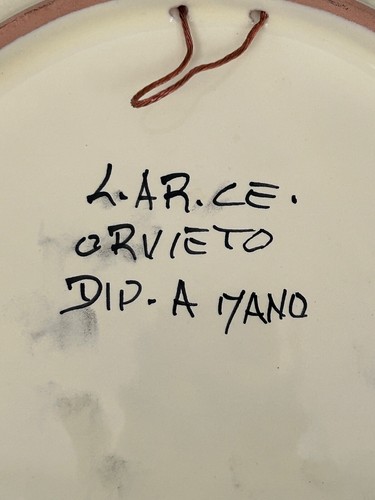 L.AR.CE.
ORVIETO
DIP. A MANO